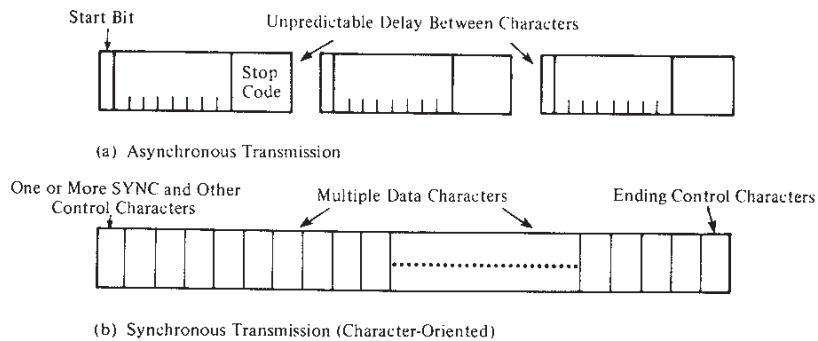 Start Bit
Unpredictable Delay Between Characters
Stop
Code
(a) Asynchronous Transmission
One or More SYNC and Other
Control Characters
Multiple Data Characters
Ending Control Characters
(b) Synchronous Transmission (Character-Oriented)